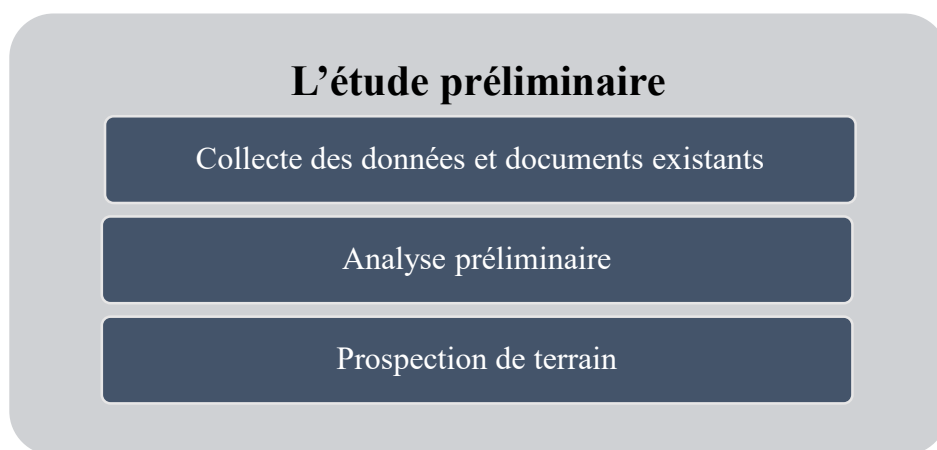 L’étude préliminaire
Collecte des données et documents existants
Analyse préliminaire
Prospection de terrain